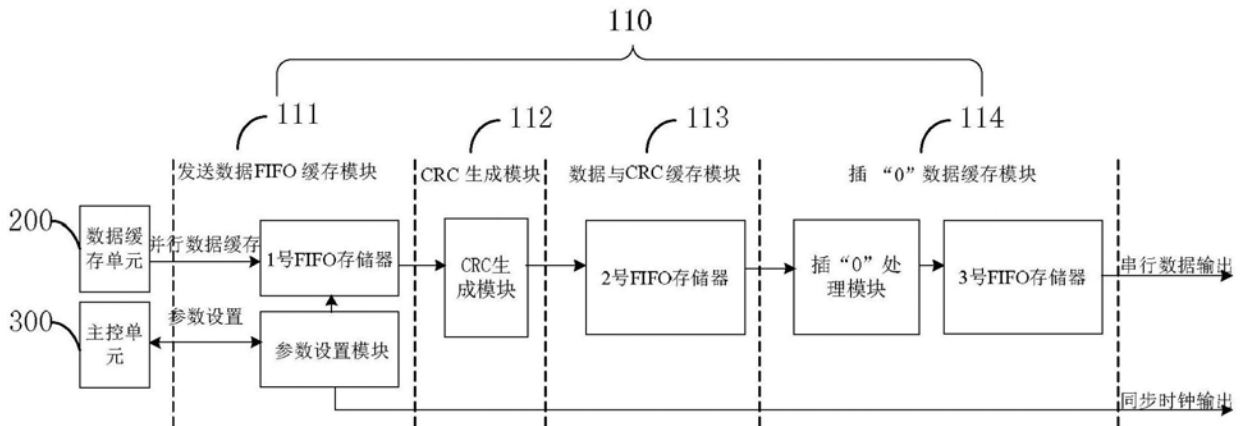 110
111
112
113
114
发送数据FIFO 缓存模块
CRC 生成模块
数据与CRC 缓存模块
插 “0” 数据缓存模块
200
数据缓
存单元
并行数据缓存
1号FIFO存储器
CRC生
成模块
2号FIFO存储器
插“0”处
理模块
3号FIFO存储器
串行数据输出
300
主控单
元
参数设置
参数设置模块
同步时钟输出